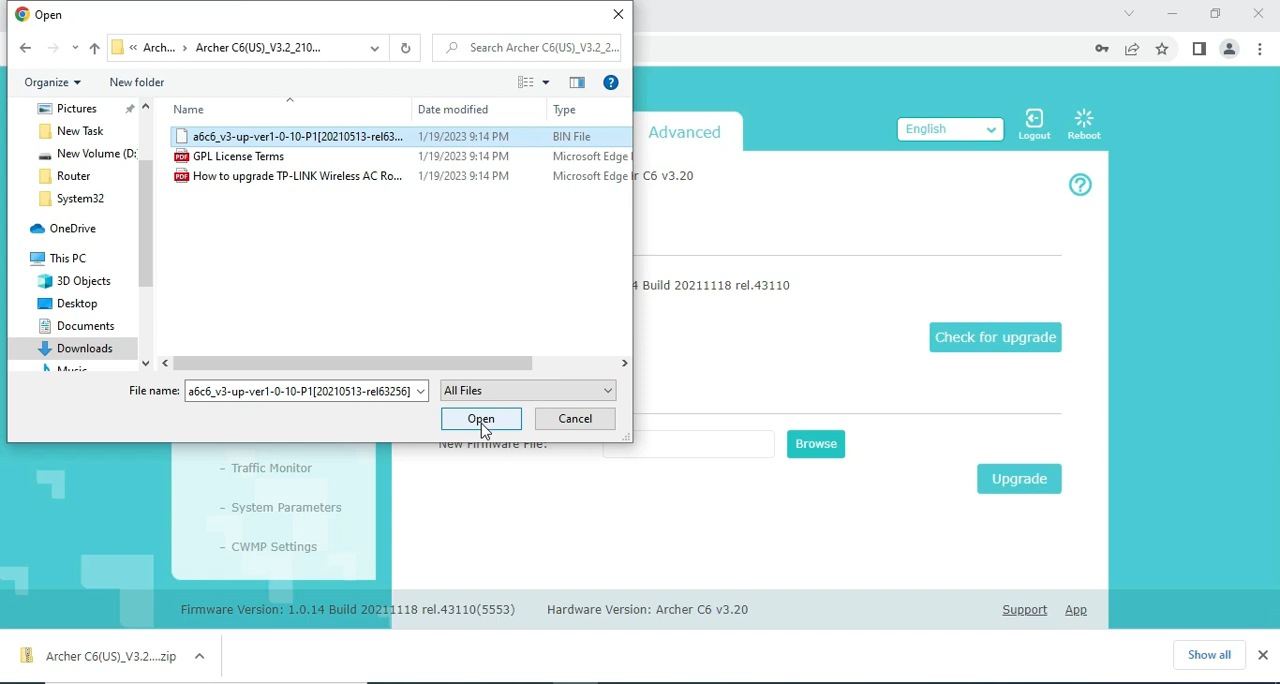 Open
« Arch... › Archer C6(US)_V3.2_210...
Search Archer C6(US)_V3.2_2...
Organize
New folder
Pictures
New Task
New Volume (D:
Router
System32
OneDrive
This PC
3D Objects
Desktop
Documents
Downloads
Name
Date modified
Type
a6c6_v3-up-ver1-0-10-P1[20210513-rel63... 1/19/2023 9:14 PM BIN File
GPL License Terms 1/19/2023 9:14 PM Microsoft Edge
How to upgrade TP-LINK Wireless AC Ro... 1/19/2023 9:14 PM Microsoft Edge
File name: a6c6_v3-up-ver1-0-10-P1[20210513-rel63256]
All Files
Open
Cancel
Advanced
English
Logout
Reboot
r C6 v3.20
4 Build 20211118 rel.43110
Check for upgrade
New Firmware File:
Browse
Upgrade
- Traffic Monitor
- System Parameters
- CWMP Settings
Firmware Version: 1.0.14 Build 20211118 rel.43110(5553)
Hardware Version: Archer C6 v3.20
Support
App
Archer C6(US)_V3.2....zip
Show all